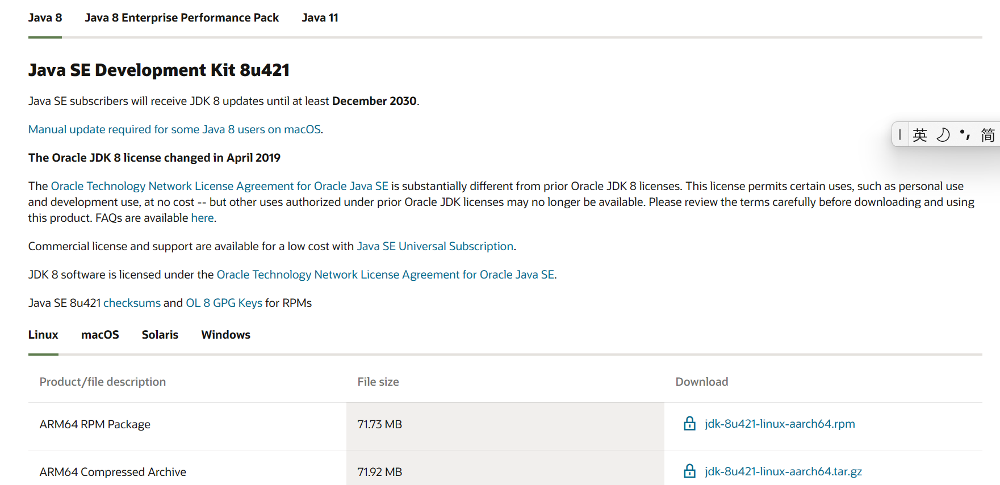 Java 8 Java 8 Enterprise Performance Pack Java 11
Java SE Development Kit 8u421
Java SE subscribers will receive JDK 8 updates until at least December 2030.
Manual update required for some Java 8 users on macOS.
英 •, 简
The Oracle JDK 8 license changed in April 2019
The Oracle Technology Network License Agreement for Oracle Java SE is substantially different from prior Oracle JDK 8 licenses. This license permits certain uses, such as personal use
and development use, at no cost -- but other uses authorized under prior Oracle JDK licenses may no longer be available. Please review the terms carefully before downloading and using
this product. FAQs are available here.
Commercial license and support are available for a low cost with Java SE Universal Subscription.
JDK 8 software is licensed under the Oracle Technology Network License Agreement for Oracle Java SE.
Java SE 8u421 checksums and OL 8 GPG Keys for RPMs
Linux macOS Solaris Windows
Product/file description File size Download
ARM64 RPM Package 71.73 MB jdk-8u421-linux-aarch64.rpm
ARM64 Compressed Archive 71.92 MB jdk-8u421-linux-aarch64.tar.gz